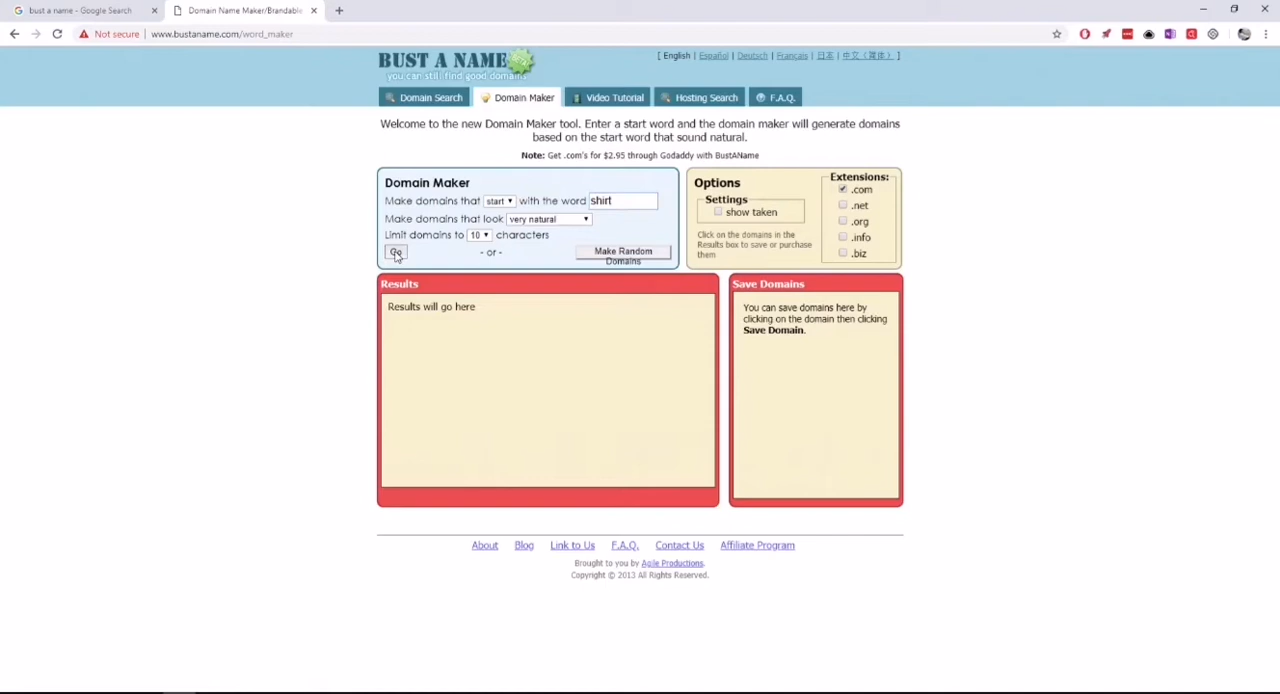 bust a name - Google Search
Domain Name Maker/Brandable
Not secure
www.bustaname.com/word_maker
BUST A NAME
you can still find good domains
[ English | Español | Deutsch | Français | 日本 | 中文（简体） ]
Domain Search
Domain Maker
Video Tutorial
Hosting Search
F.A.Q.
Welcome to the new Domain Maker tool. Enter a start word and the domain maker will generate domains
based on the start word that sound natural.
Note: Get .com's for $2.95 through Godaddy with BustAName
Domain Maker
Make domains that start with the word shirt
Make domains that look very natural
Limit domains to 10 characters
Go - or - Make Random
Domains
Options
Settings
show taken
Click on the domains in the
Results box to save or purchase
them
Extensions:
.com
.net
.org
.info
.biz
Results
Results will go here
Save Domains
You can save domains here by
clicking on the domain then clicking
Save Domain.
About Blog Link to Us F.A.Q. Contact Us Affiliate Program
Brought to you by Agile Productions.
Copyright © 2013 All Rights Reserved.